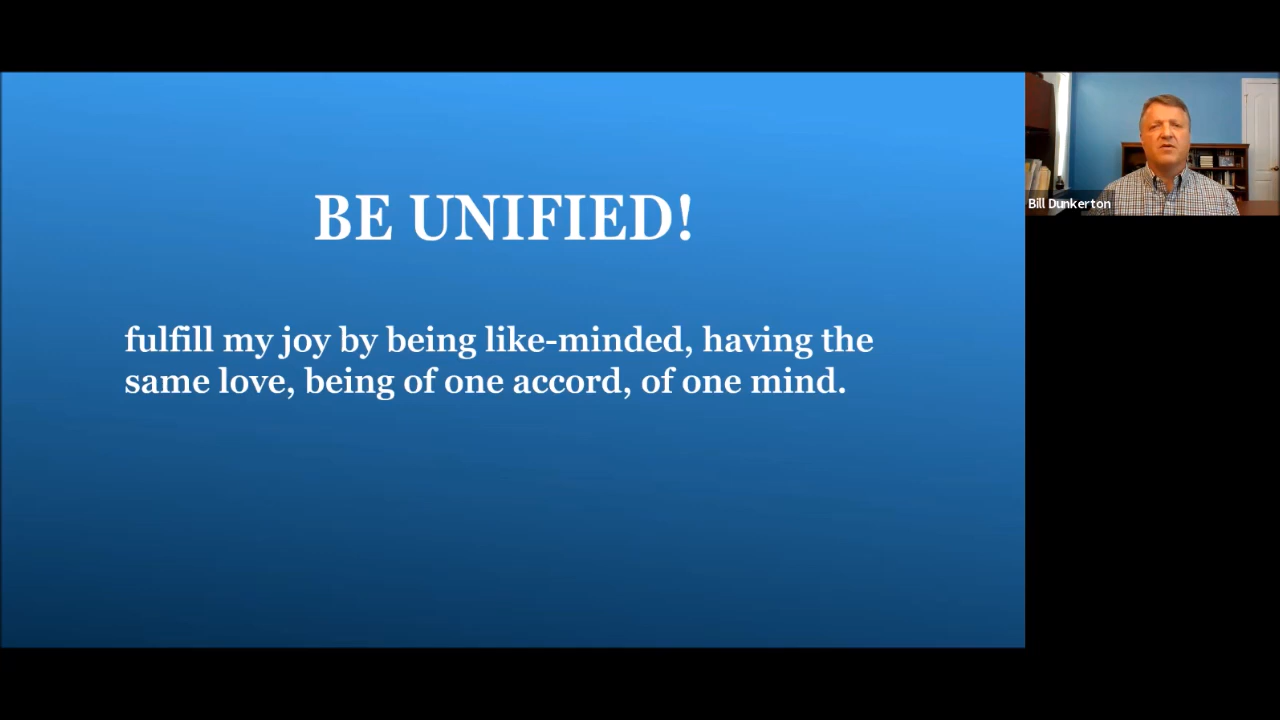 BE UNIFIED!
fulfill my joy by being like-minded, having the
same love, being of one accord, of one mind.
Bill Dunkerton